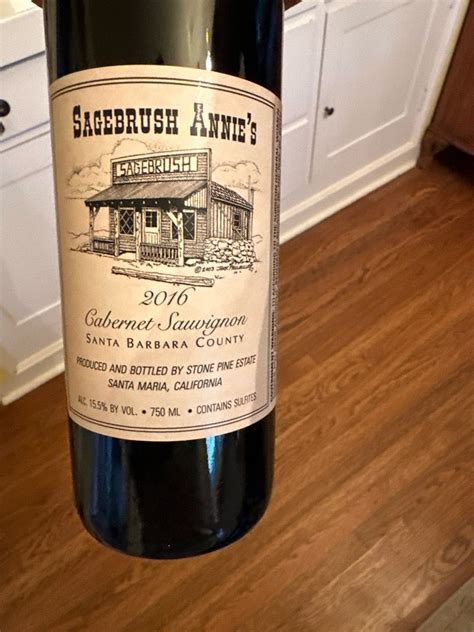 SAGEBRUSH ANNIE'S
SAGEBRUSH
2016
Cabernet Sauvignon
SANTA BARBARA COUNTY
PRODUCED AND BOTTLED BY STONE PINE ESTATE
SANTA MARIA, CALIFORNIA
ALC. 15.5% BY VOL. • 750 ML • CONTAINS SULFITES